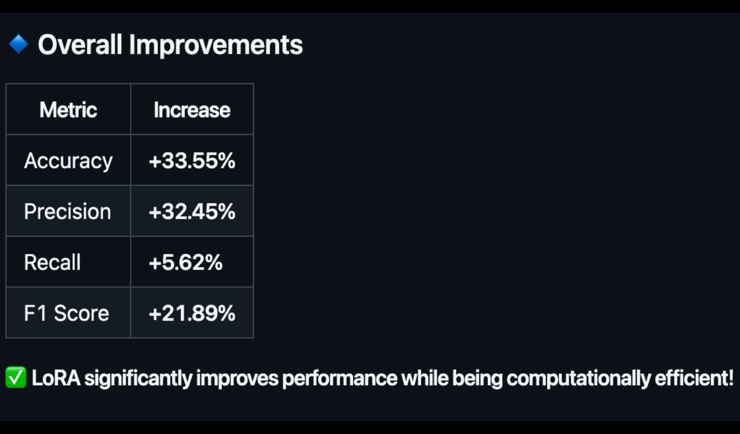 🔹 Overall Improvements
Metric Increase
Accuracy +33.55%
Precision +32.45%
Recall +5.62%
F1 Score +21.89%
✅ LoRA significantly improves performance while being computationally efficient!